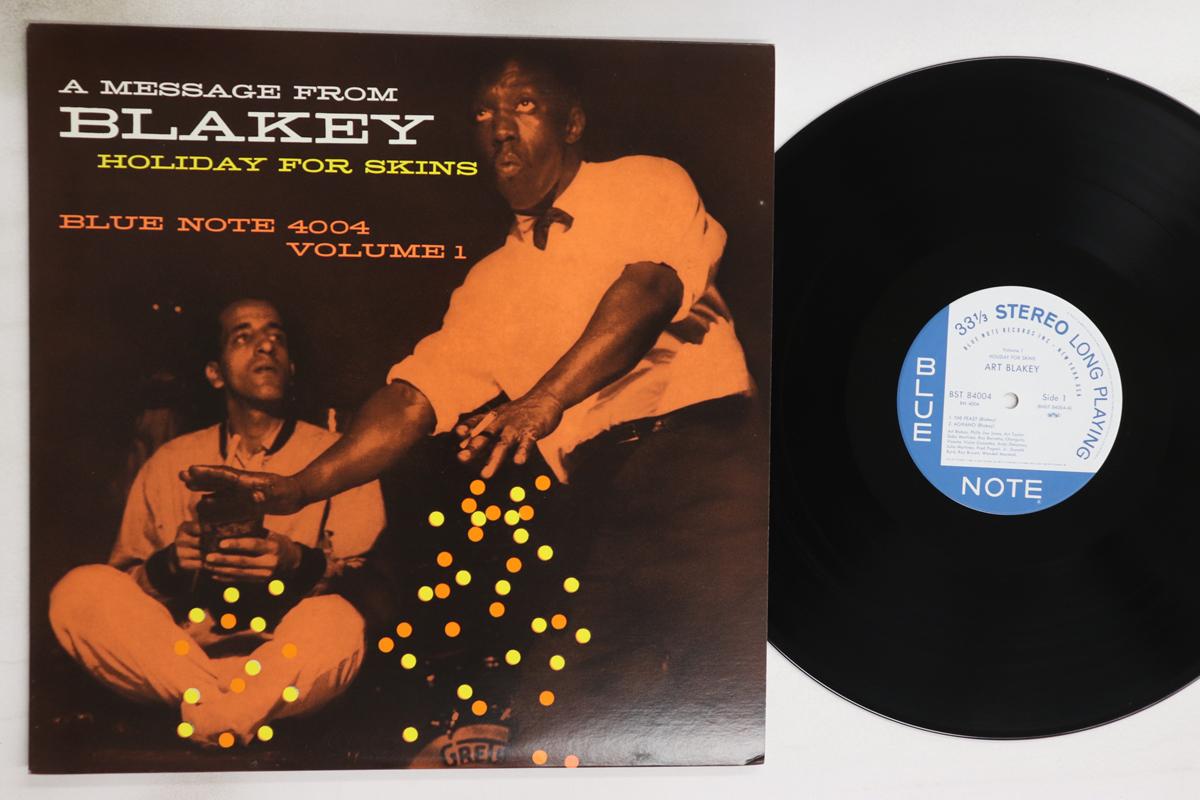 A MESSAGE FROM
BLAKEY
HOLIDAY FOR SKINS
BLUE NOTE 4004
VOLUME 1
33⅓ STEREO LONG PLAYING
BLUE NOTE RECORDS INC • NEW YORK USA
Volume 1
HOLIDAY FOR SKINS
ART BLAKEY
BST 84004
Side 1
1. THE FEAST (Blakey)
2. AGHANO (Blakey)
BLUE
NOTE